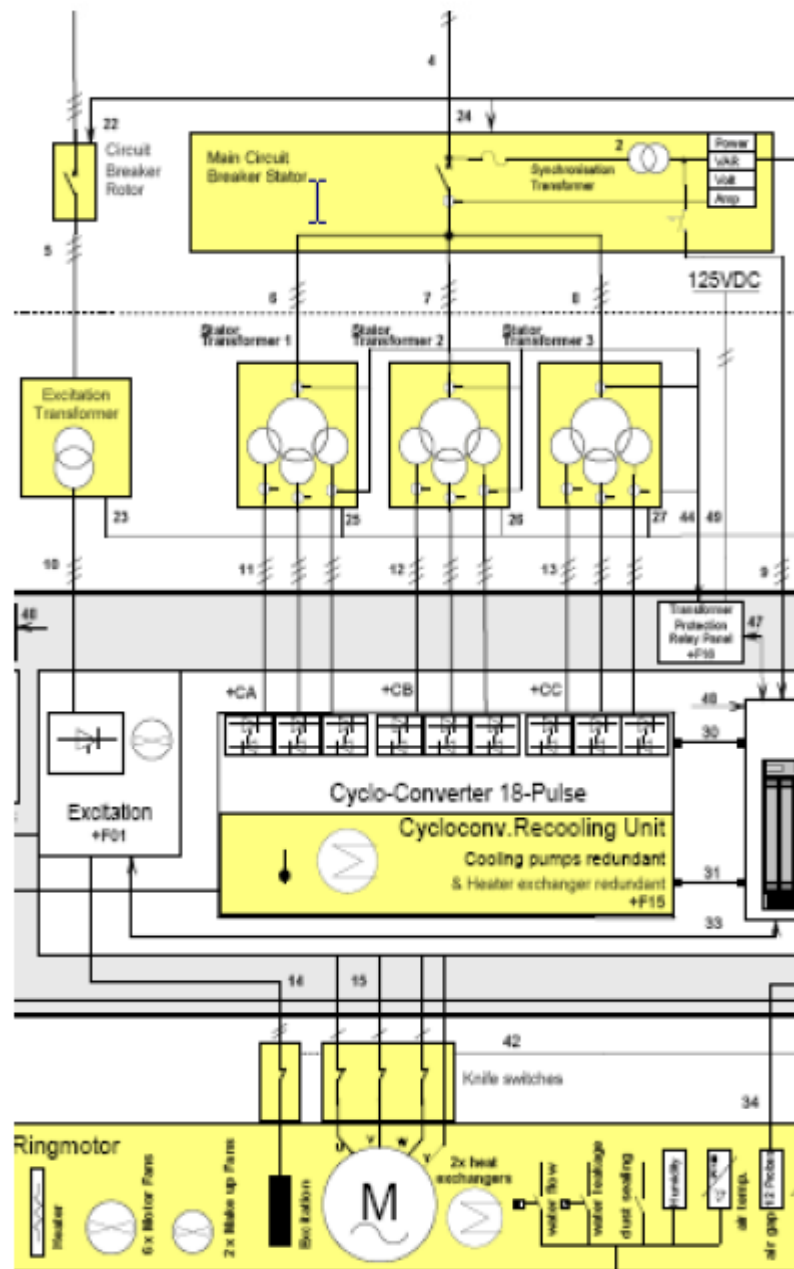 4
22
24
Circuit
Breaker
Rotor
Main Circuit
Breaker Stator
2
Synchronisation
Transformer
Power
VAR
Volt
Amp
5
125VDC
6
7
8
Stator
Transformer 1
Stator
Transformer 2
Stator
Transformer 3
Excitation
Transformer
23
25
26
27
44
49
10
11
12
13
9
48
Transformer
Protection
Relay Panel
+F16
47
+CA
+CB
+CC
48
30
Cyclo-Converter 18-Pulse
Excitation
+F01
Cycloconv.Recooling Unit
Cooling pumps redundant
& Heater exchanger redundant
+F15
31
33
14
15
42
Knife switches
34
Ringmotor
U
V
W
Y
2x heat
exchangers
M
Heater
6x Motor Fans
2 x Make up Fans
Excitation
water flow
water leakage
dust sealing
Humidity
air temp.
air gap
12 Probe